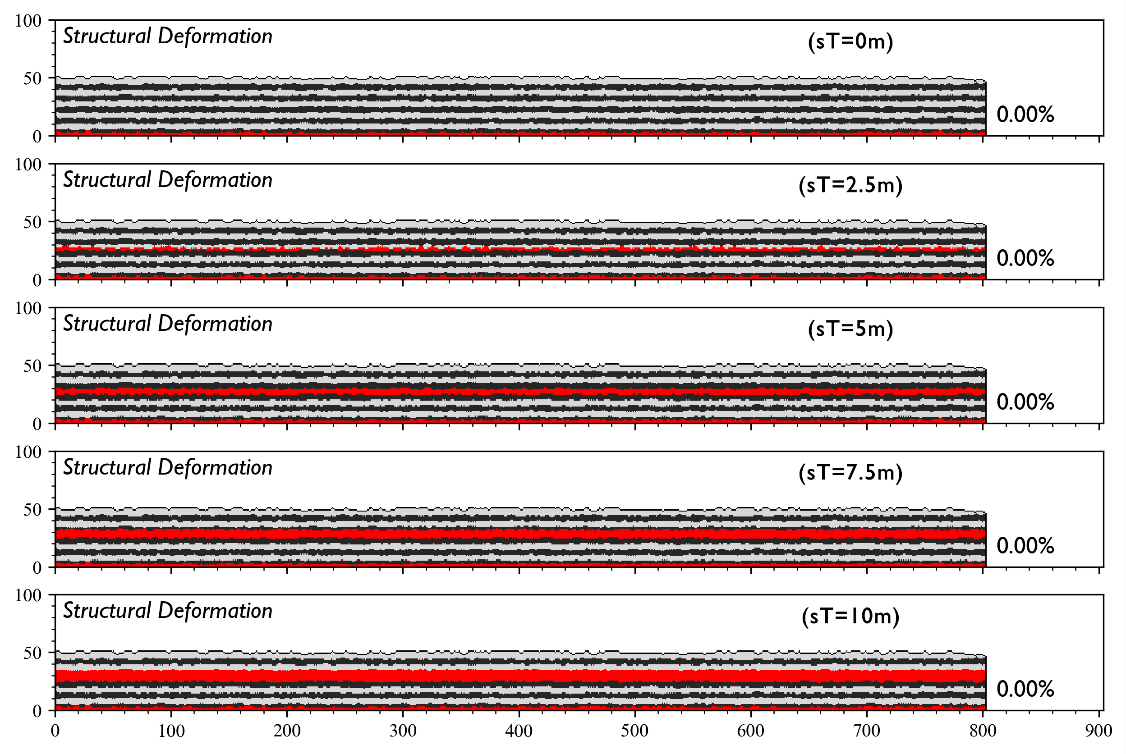 100
Structural Deformation
(sT=0m)
50
0.00%
0
100
Structural Deformation
(sT=2.5m)
50
0.00%
0
100
Structural Deformation
(sT=5m)
50
0.00%
0
100
Structural Deformation
(sT=7.5m)
50
0.00%
0
100
Structural Deformation
(sT=10m)
50
0.00%
0
0 100 200 300 400 500 600 700 800 900